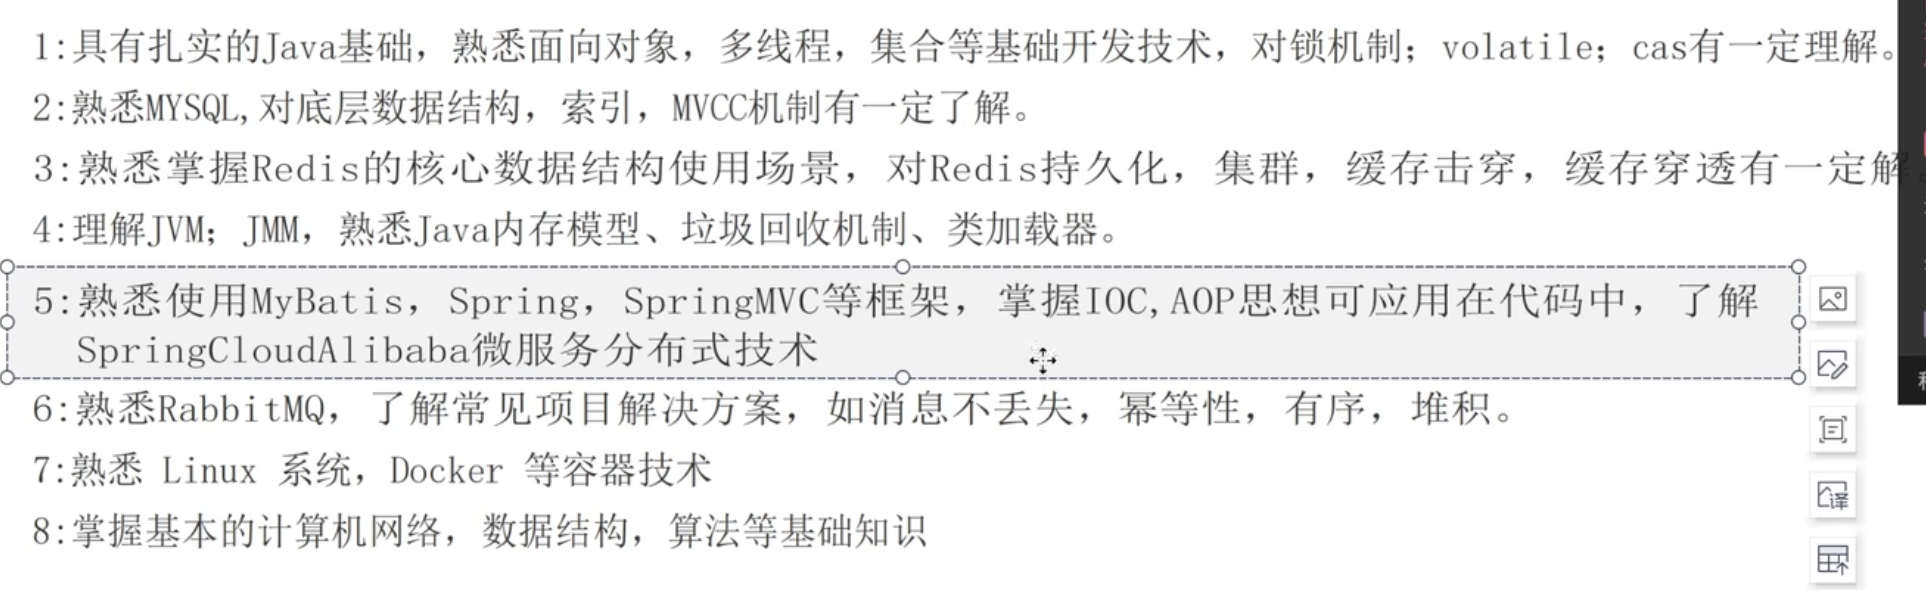 1:具有扎实的Java基础，熟悉面向对象，多线程，集合等基础开发技术，对锁机制；volatile；cas有一定理解。
2:熟悉MYSQL,对底层数据结构，索引，MVCC机制有一定了解。
3:熟悉掌握Redis的核心数据结构使用场景，对Redis持久化，集群，缓存击穿，缓存穿透有一定解
4:理解JVM；JMM，熟悉Java内存模型、垃圾回收机制、类加载器。
5:熟悉使用MyBatis，Spring，SpringMVC等框架，掌握IOC,AOP思想可应用在代码中，了解
SpringCloudAlibaba微服务分布式技术
6:熟悉RabbitMQ，了解常见项目解决方案，如消息不丢失，幂等性，有序，堆积。
7:熟悉 Linux 系统，Docker 等容器技术
8:掌握基本的计算机网络，数据结构，算法等基础知识
译